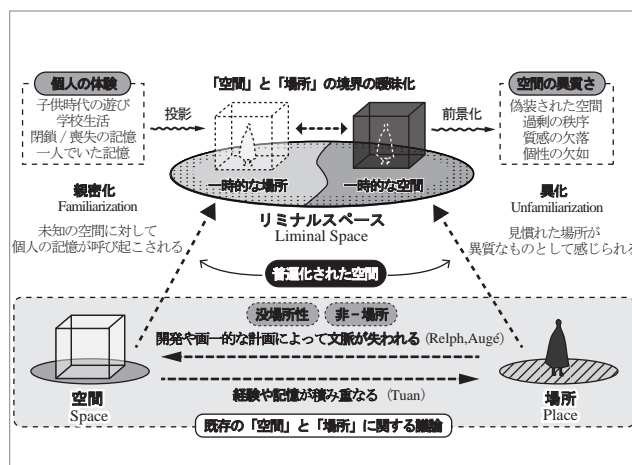 「空間」と「場所」の境界の曖昧化
個人の体験
子供時代の遊び
学校生活
閉鎖 / 喪失の記憶
一人でいた記憶
投影
前景化
空間の異質さ
偽装された空間
過剰の秩序
質感の欠落
個性の欠如
一時的な場所
一時的な空間
リミナルスペース
Liminal Space
親密化
Familiarization
未知の空間に対して
個人の記憶が呼び起こされる
異化
Unfamiliarization
見慣れた場所が
異質なものとして感じられる
普遍化された空間
没場所性
非-場所
開発や画一的な計画によって文脈が失われる (Relph,Augé)
経験や記憶が積み重なる (Tuan)
空間
Space
場所
Place
既存の「空間」と「場所」に関する議論